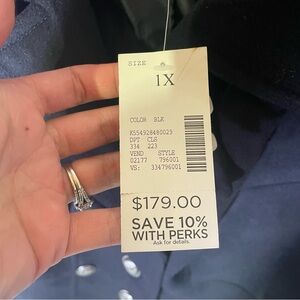 SIZE
1X
COLOR BLK
KS54928480029
DPT CLS
334 223
VEND STYLE
02177 796001
VS: 334796001
$179.00
SAVE 10%
WITH PERKS
Ask for details.